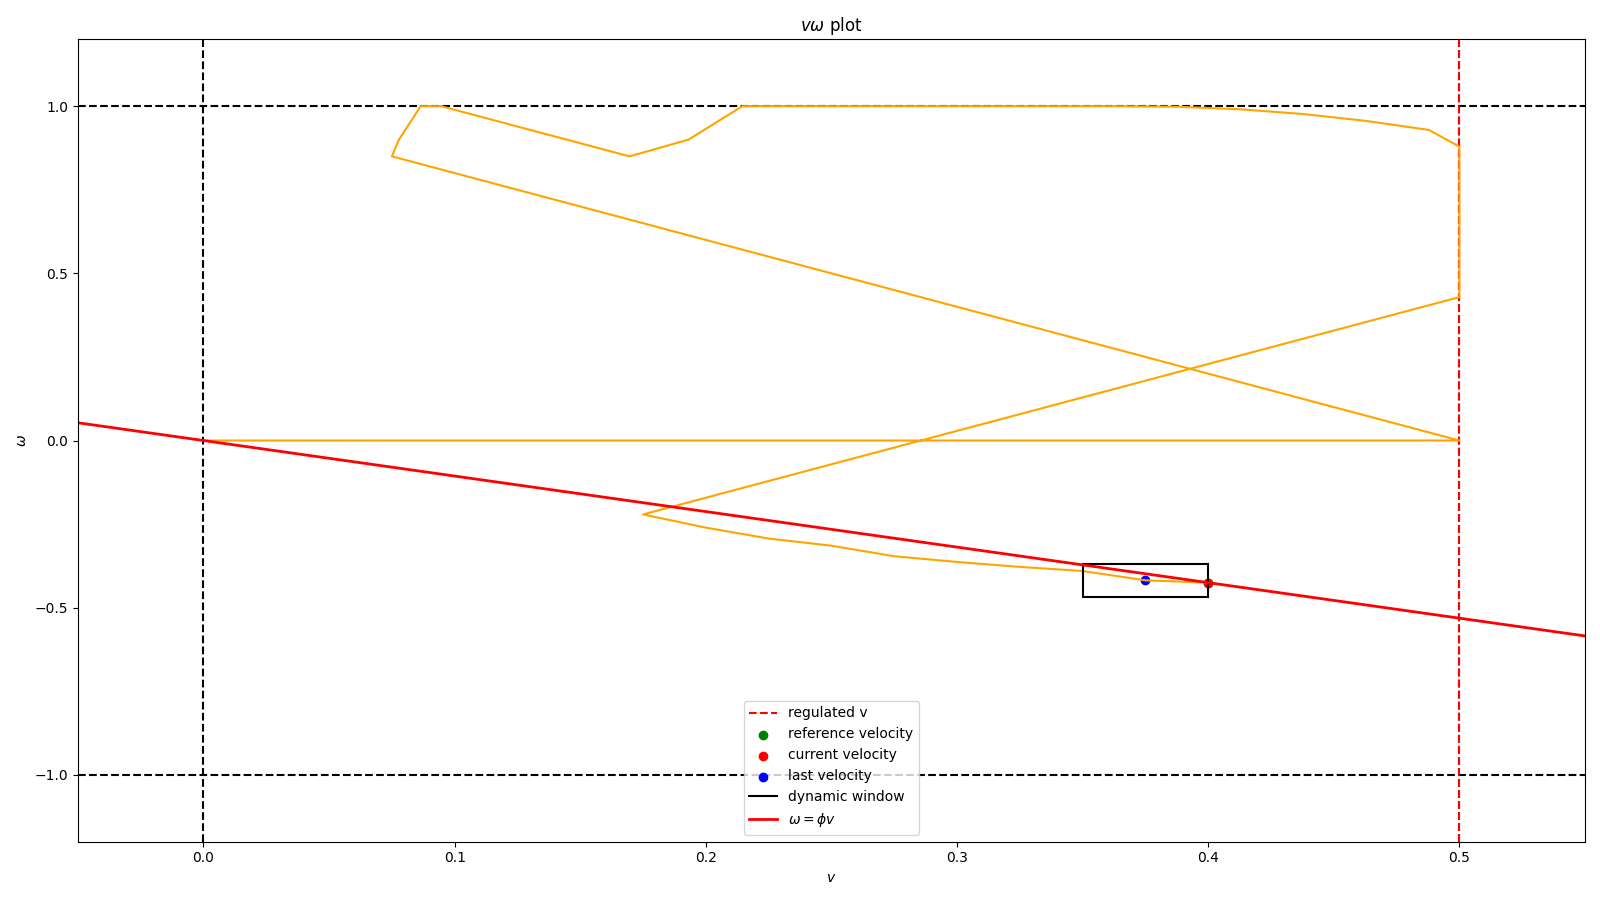 vω plot
1.0
0.5
0.0
−0.5
−1.0
ω
0.0 0.1 0.2 0.3 0.4 0.5
v
regulated v
reference velocity
current velocity
last velocity
dynamic window
ω = ϕv